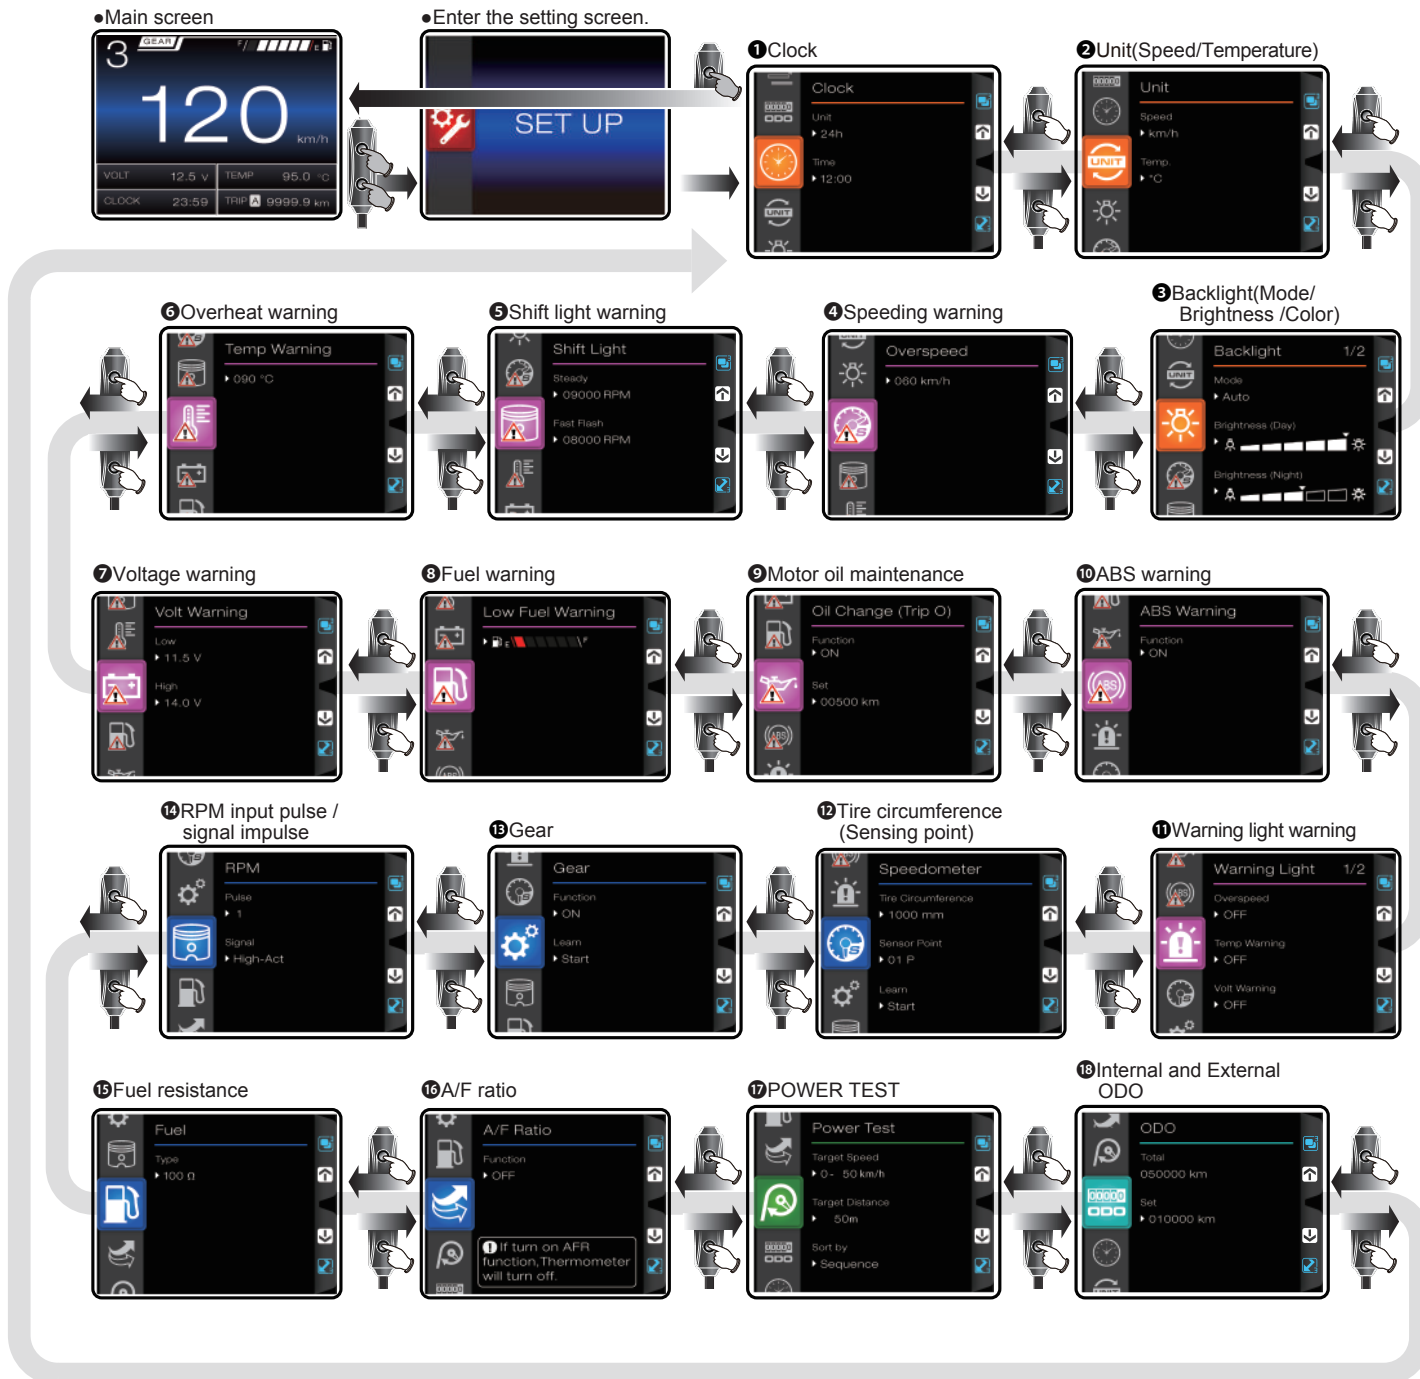 ●Main screen
3 GEAR F E
120 km/h
VOLT 12.5 V TEMP 95.0 °C
CLOCK 23:59 TRIP A 9999.9 km
●Enter the setting screen.
SET UP
❶Clock
Clock
Unit
24h
Time
12:00
UNIT
❷Unit(Speed/Temperature)
Unit
Speed
km/h
Temp.
°C
UNIT
❸Backlight(Mode/
Brightness /Color)
Backlight 1/2
Mode
Auto
Brightness (Day)
Brightness (Night)
UNIT
❹Speeding warning
Overspeed
060 km/h
❺Shift light warning
Shift Light
Steady
09000 RPM
Fast Flash
08000 RPM
❻Overheat warning
Temp Warning
090 °C
❼Voltage warning
Volt Warning
Low
11.5 V
High
14.0 V
❽Fuel warning
Low Fuel Warning
E F
❾Motor oil maintenance
Oil Change (Trip O)
Function
ON
Set
00500 km
(ABS)
❿ABS warning
ABS Warning
Function
ON
(ABS)
⓫Warning light warning
Warning Light 1/2
Overspeed
OFF
Temp Warning
OFF
Volt Warning
OFF
(ABS)
⓬Tire circumference
(Sensing point)
Speedometer
Tire Circumference
1000 mm
Sensor Point
01 P
Learn
Start
⓭Gear
Gear
Function
ON
Learn
Start
⓮RPM input pulse /
signal impulse
RPM
Pulse
1
Signal
High-Act
⓯Fuel resistance
Fuel
Type
100 Ω
⓰A/F ratio
A/F Ratio
Function
OFF
If turn on AFR
function,Thermometer
will turn off.
⓱POWER TEST
Power Test
Target Speed
0- 50 km/h
Target Distance
50m
Sort by
Sequence
⓲Internal and External
ODO
ODO
Total
050000 km
Set
010000 km